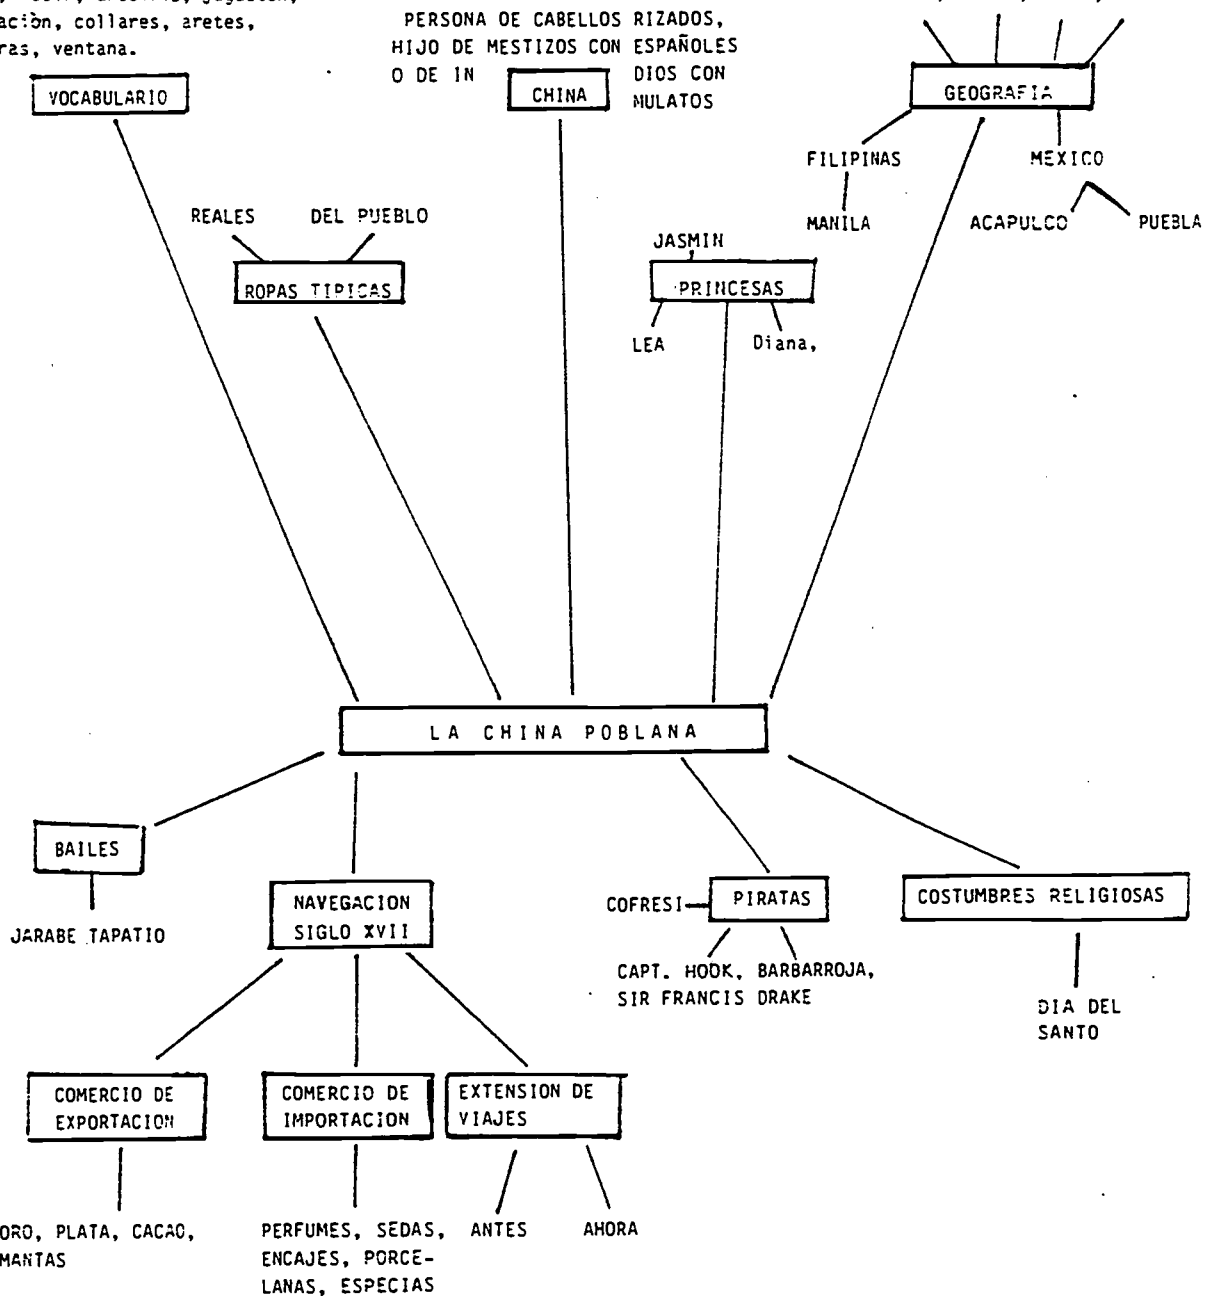 collares, aretes,
ventana.
PERSONA DE CABELLOS RIZADOS,
HIJO DE MESTIZOS CON ESPAÑOLES
O DE IN DIOS CON
MULATOS
VOCABULARIO
CHINA
GEOGRAFIA
FILIPINAS
MEXICO
MANILA
ACAPULCO
PUEBLA
REALES
DEL PUEBLO
ROPAS TIPICAS
JASMIN
PRINCESAS
LEA
Diana,
LA CHINA POBLANA
BAILES
JARABE TAPATIO
NAVEGACION
SIGLO XVII
COFRESI
PIRATAS
CAPT. HOOK, BARBARROJA,
SIR FRANCIS DRAKE
COSTUMBRES RELIGIOSAS
DIA DEL
SANTO
COMERCIO DE
EXPORTACION
COMERCIO DE
IMPORTACION
EXTENSION DE
VIAJES
ORO, PLATA, CACAO,
MANTAS
PERFUMES, SEDAS,
ENCAJES, PORCE-
LANAS, ESPECIAS
ANTES
AHORA